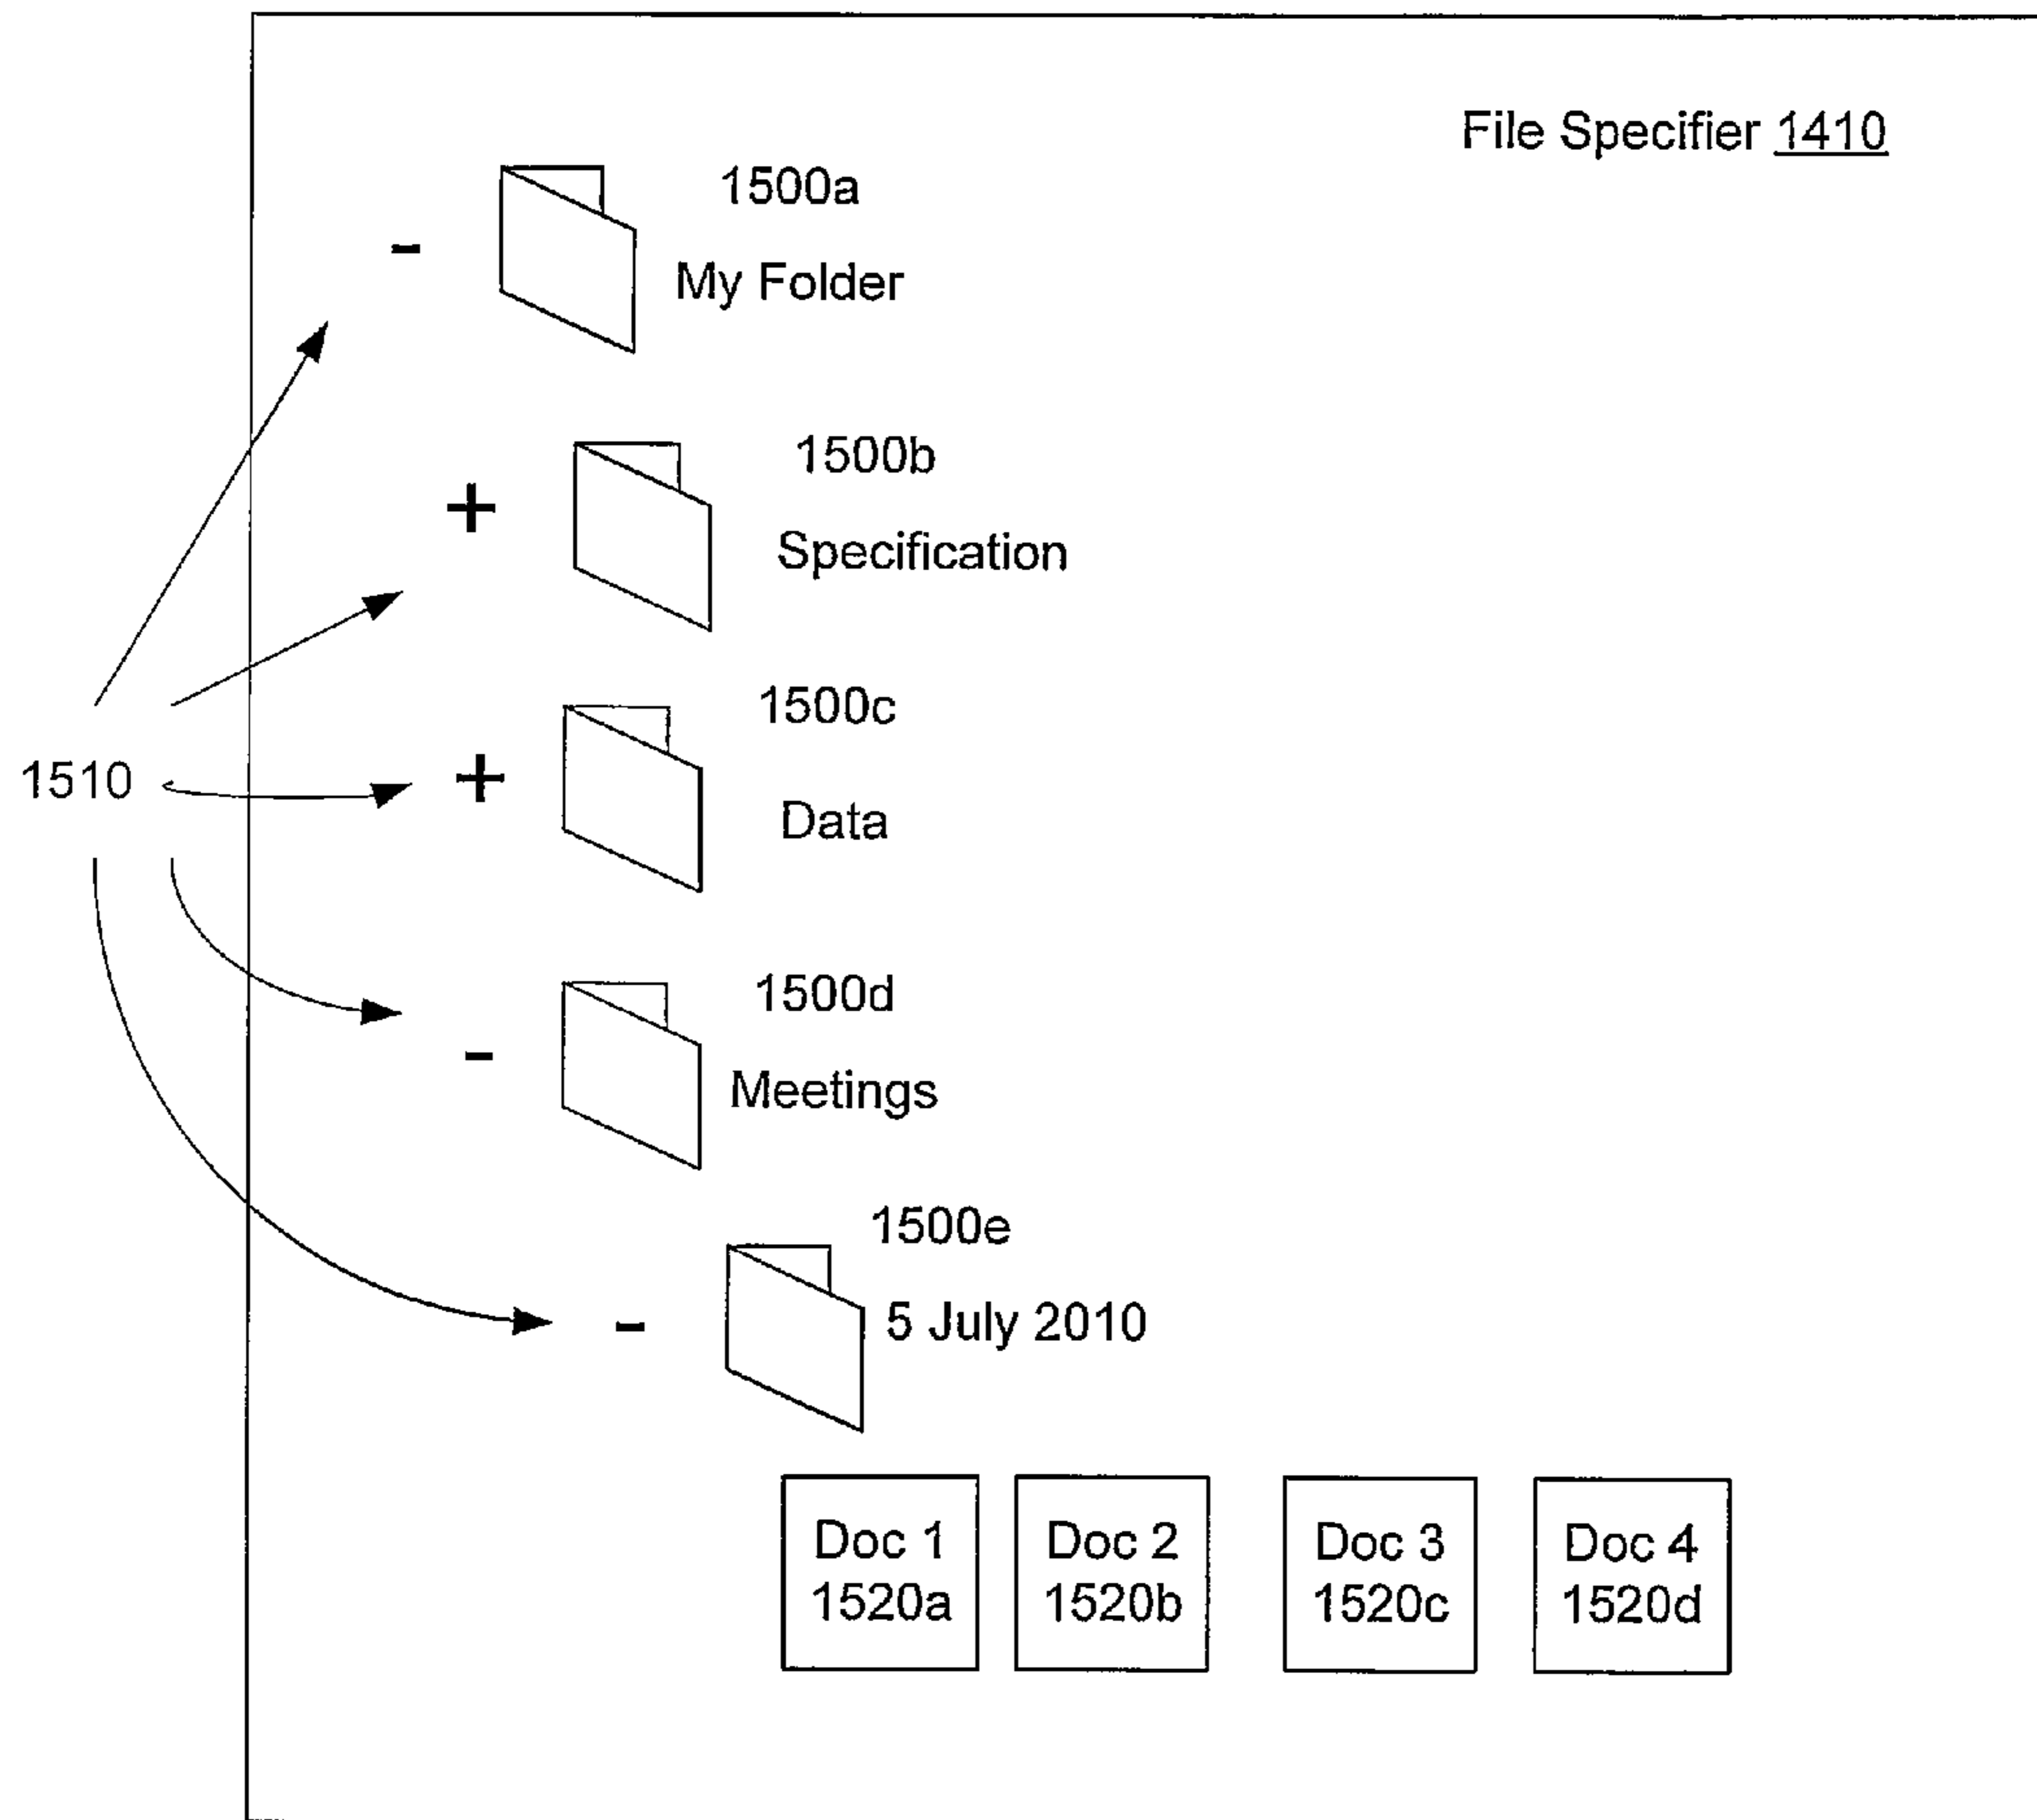 File Specifier 1410
1500a
- My Folder
1500b
+ Specification
1500c
1510
+ Data
1500d
- Meetings
1500e
- 5 July 2010
Doc 1
1520a
Doc 2
1520b
Doc 3
1520c
Doc 4
1520d